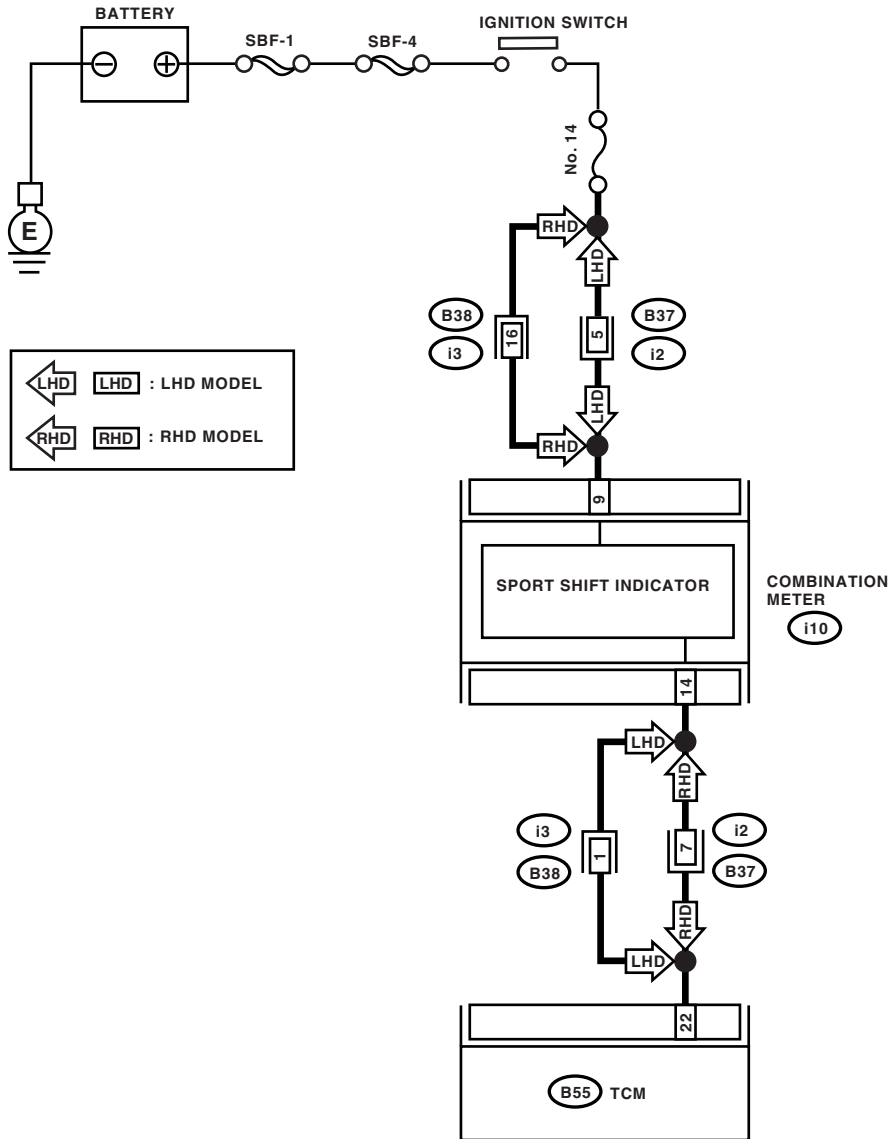 BATTERY
SBF-1
SBF-4
IGNITION SWITCH
No. 14
E
RHD
LHD
B38
i3
16
5
B37
i2
LHD
RHD
LHD LHD : LHD MODEL
RHD RHD : RHD MODEL
9
SPORT SHIFT INDICATOR
COMBINATION
METER
i10
14
LHD
RHD
i3
B38
1
7
i2
B37
RHD
LHD
22
B55 TCM